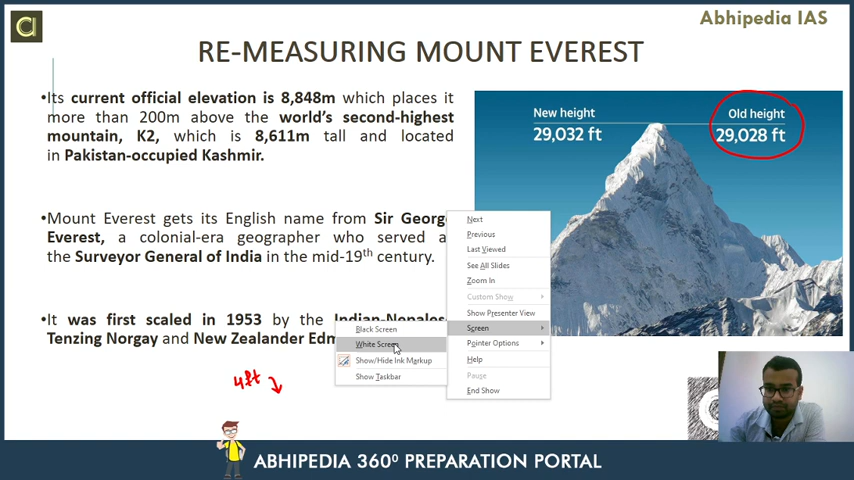 Abhipedia IAS
RE-MEASURING MOUNT EVEREST
•Its current official elevation is 8,848m which places it
more than 200m above the world's second-highest
mountain, K2, which is 8,611m tall and located
in Pakistan-occupied Kashmir.
New height
29,032 ft
Old height
29,028 ft
•Mount Everest gets its English name from Sir George
Everest, a colonial-era geographer who served
the Surveyor General of India in the mid-19th century.
•It was first scaled in 1953 by the Indian-Nepalese
Tenzing Norgay and New Zealander
4ft
Next
Previous
Last Viewed
See All Slides
Zoom In
Custom Show
Show Presenter View
Screen
Pointer Options
Help
Pause
End Show
Black Screen
White Screen
Show/Hide Ink Markup
Show Taskbar
ABHIPEDIA 360⁰ PREPARATION PORTAL